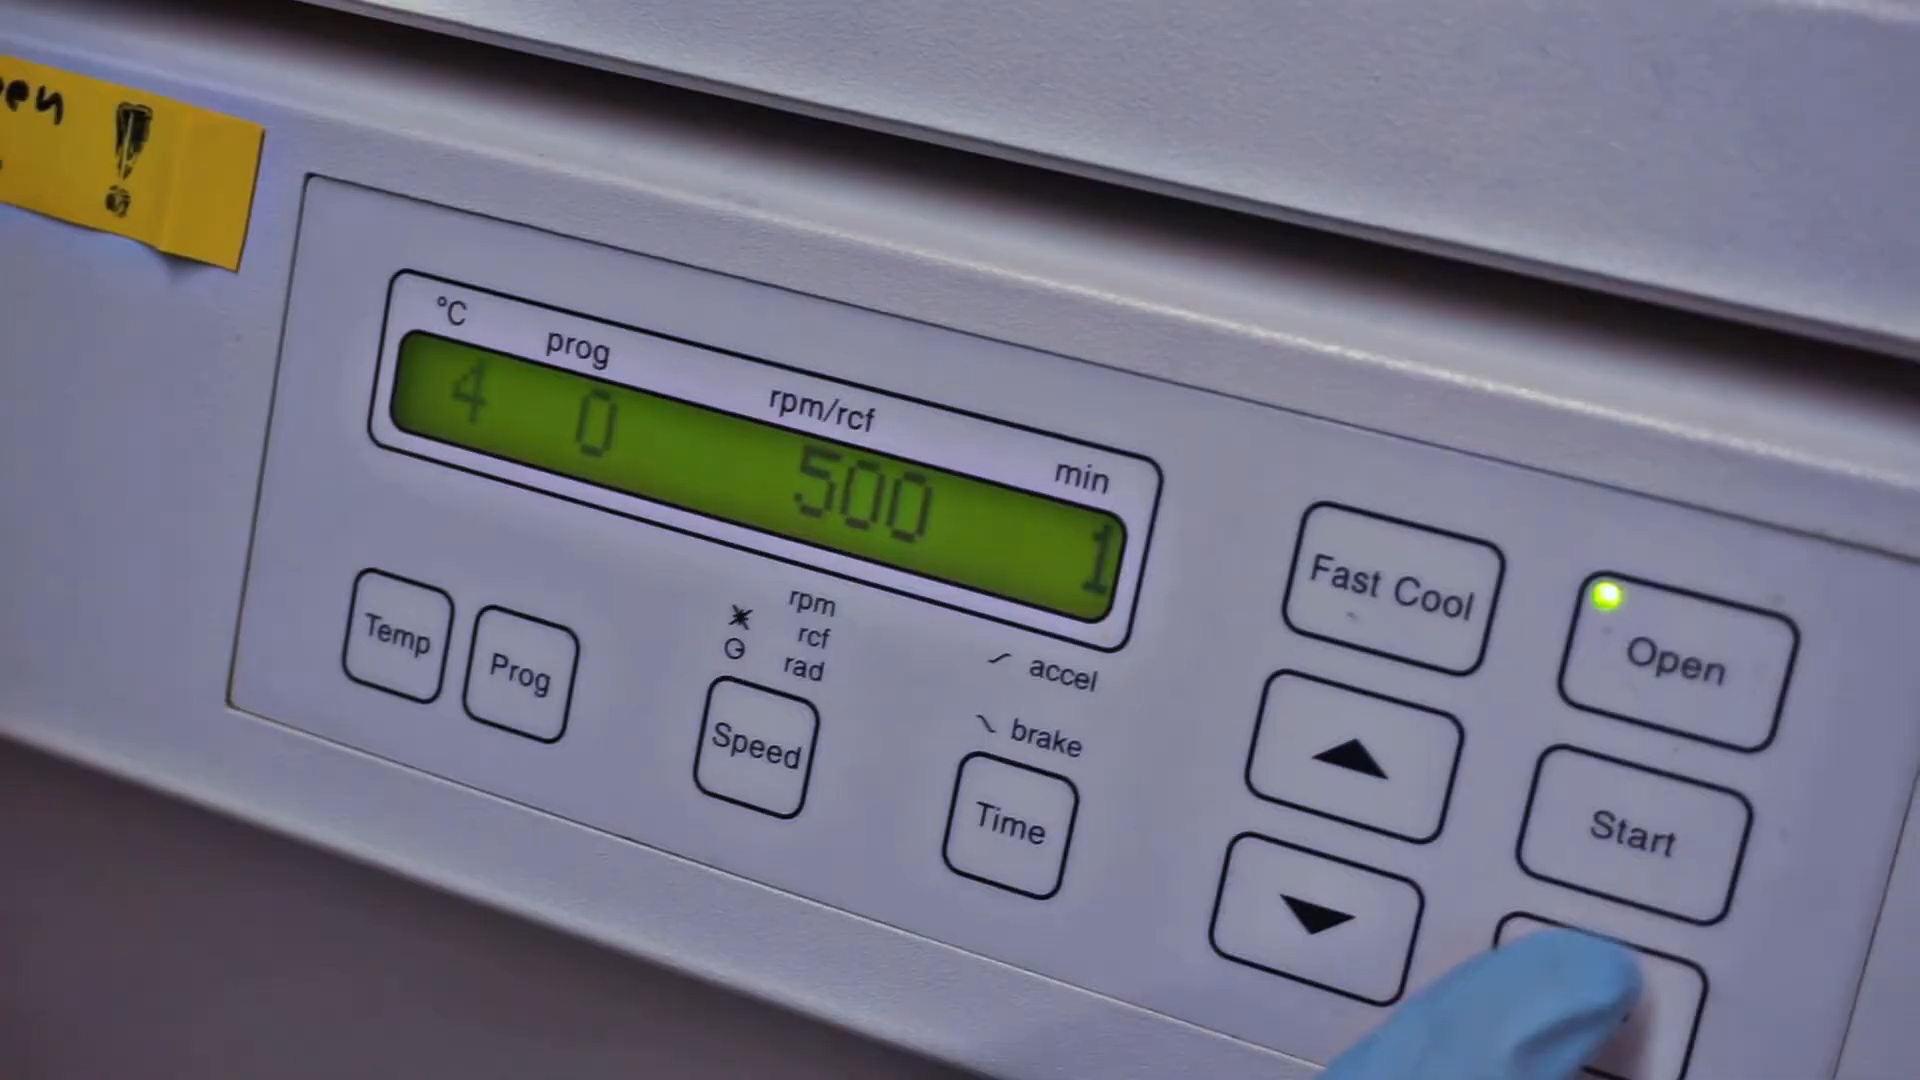 !
°C prog rpm/rcf min
4 0 500 1
Temp
Prog
rpm
rcf
rad
Speed
accel
brake
Time
Fast Cool
Open
Start